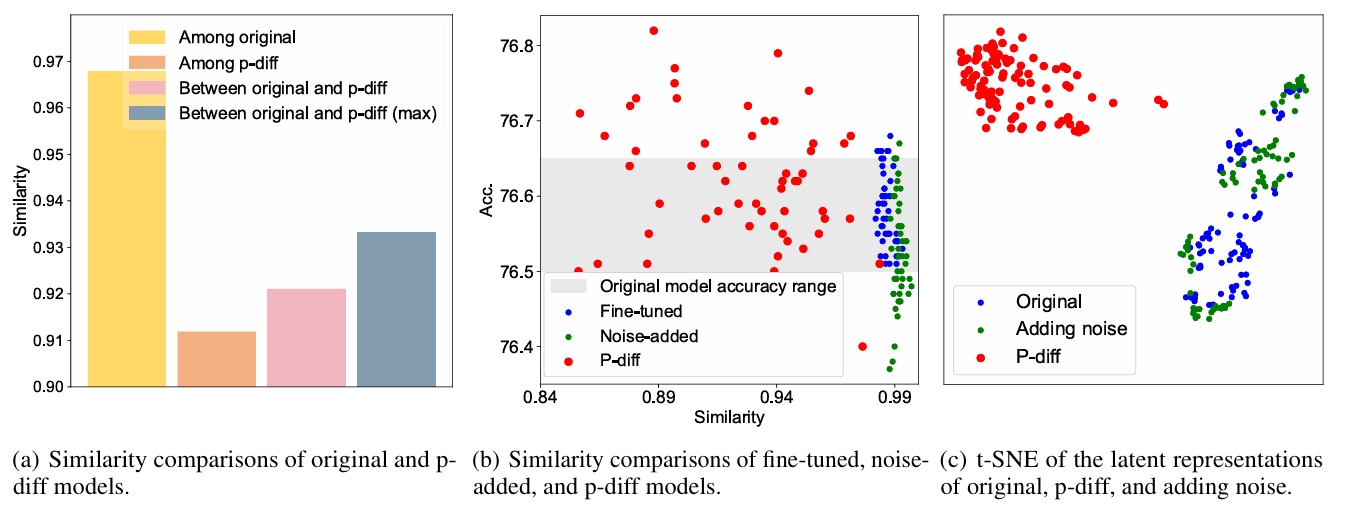 0.97
0.96
0.95
0.94
0.93
0.92
0.91
0.90
Similarity
Among original
Among p-diff
Between original and p-diff
Between original and p-diff (max)
76.8
76.7
76.6
76.5
76.4
Acc.
Original model accuracy range
Fine-tuned
Noise-added
P-diff
0.84
0.89
0.94
0.99
Similarity
Original
Adding noise
P-diff
(a) Similarity comparisons of original and p-
diff models.
(b) Similarity comparisons of fine-tuned, noise-
added, and p-diff models.
(c) t-SNE of the latent representations
of original, p-diff, and adding noise.